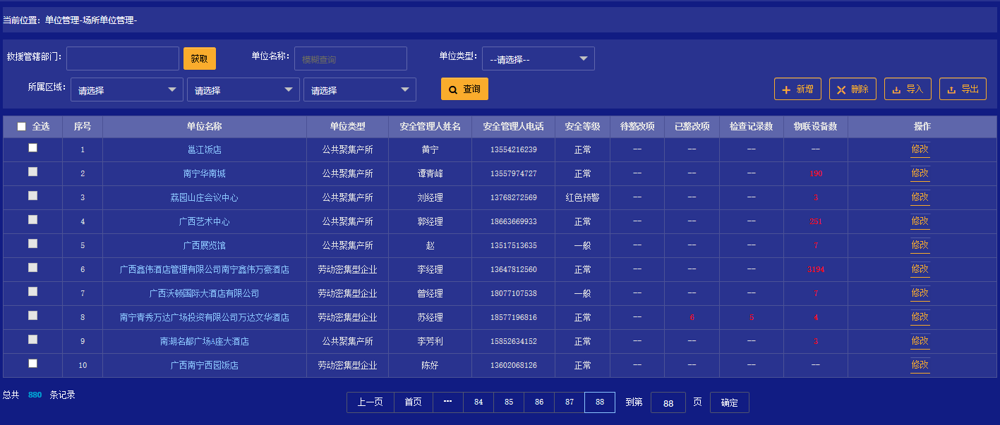 当前位置：单位管理-场所单位管理-
救援管辖部门： 获取 单位名称： 模糊查询 单位类型： --请选择--
所属区域： 请选择 请选择 请选择 查询 新增 删除 导入 导出
全选 序号 单位名称 单位类型 安全管理人姓名 安全管理人电话 安全等级 待整改项 已整改项 检查记录数 物联设备数 操作
1 邕江饭店 公共聚集产所 黄宁 13554216239 正常 —— —— —— —— 修改
2 南宁华南城 公共聚集产所 谭青峰 13557974727 正常 —— —— —— 190 修改
3 荔园山庄会议中心 公共聚集产所 刘经理 13768272569 红色预警 —— —— —— 3 修改
4 广西艺术中心 公共聚集产所 郭经理 18663669933 正常 —— —— —— 251 修改
5 广西展览馆 公共聚集产所 赵 13517513635 一般 —— —— —— 7 修改
6 广西鑫伟酒店管理有限公司南宁鑫伟万豪酒店 劳动密集型企业 李经理 13647812560 正常 —— —— —— 3194 修改
7 广西沃顿国际大酒店有限公司 劳动密集型企业 曾经理 18077107538 一般 —— —— —— 7 修改
8 南宁青秀万达广场投资有限公司万达文华酒店 劳动密集型企业 苏经理 18577196816 正常 —— 6 5 4 修改
9 南湖名都广场A座大酒店 公共聚集产所 李芳利 15852634152 正常 —— —— —— 3 修改
10 广西南宁西园饭店 劳动密集型企业 陈好 13602068126 正常 —— —— —— —— 修改
总共 880 条记录
上一页 首页 ··· 84 85 86 87 88 到第 88 页 确定